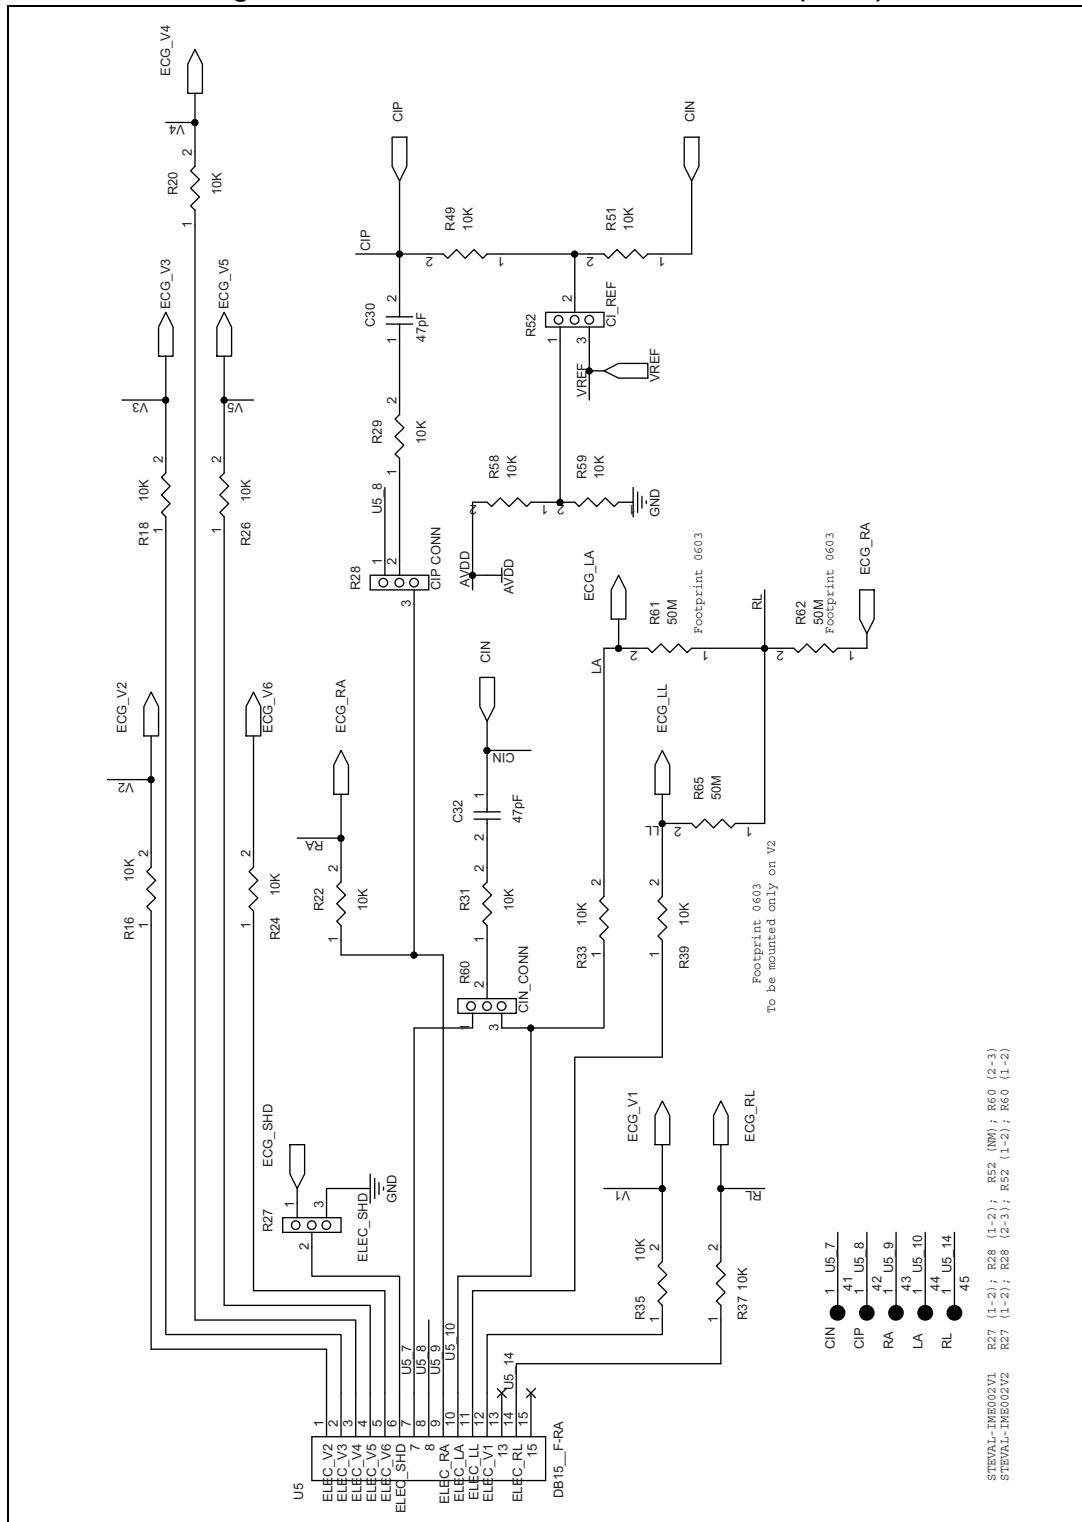 ECG_V4
V4
R20
10K
1
2
ECG_V3
V3
R18
10K
1
2
ECG_V5
V5
R26
10K
1
2
ECG_V2
V2
R16
10K
1
2
ECG_V6
R24
10K
1
2
CIP
CIP
R49
10K
2
1
R51
10K
2
1
CIN
C30
47pF
1
2
R29
10K
1
2
U5_8
R28
CIP CONN
1
2
3
R52
CI_REF
1
2
3
VREF
VREF
R58
10K
2
1
R59
10K
2
1
GND
AVDD
AVDD
ECG_RA
RA
R22
10K
1
2
CIN
CIN
C32
47pF
2
1
R31
10K
1
2
R60
CIN_CONN
1
2
3
ECG_LA
LA
R61
50M
Footprint 0603
2
1
RL
R62
50M
Footprint 0603
2
1
ECG_RA
R33
10K
1
2
ECG_LL
LL
R65
50M
2
1
Footprint 0603
To be mounted only on V2
R39
10K
1
2
ECG_SHD
R27
ELEC_SHD
1
2
3
GND
ECG_V1
V1
R35
10K
1
2
ECG_RL
RL
R37
10K
1
2
U5
DB15__F-RA
ELEC_V2
1
ELEC_V3
2
ELEC_V4
3
ELEC_V5
4
ELEC_V6
5
ELEC_SHD
6
7
7
U5_7
8
8
U5_8
ELEC_RA
9
U5_9
ELEC_LA
10
U5_10
ELEC_LL
11
ELEC_V1
12
13
13
ELEC_RL
14
U5_14
15
15
CIN
1
U5_7
41
CIP
1
U5_8
42
RA
1
U5_9
43
LA
1
U5_10
44
RL
1
U5_14
45
STEVAL-IME002V1 R27 (1-2); R28 (1-2); R52 (NM); R60 (2-3)
STEVAL-IME002V2 R27 (1-2); R28 (2-3); R52 (1-2); R60 (1-2)